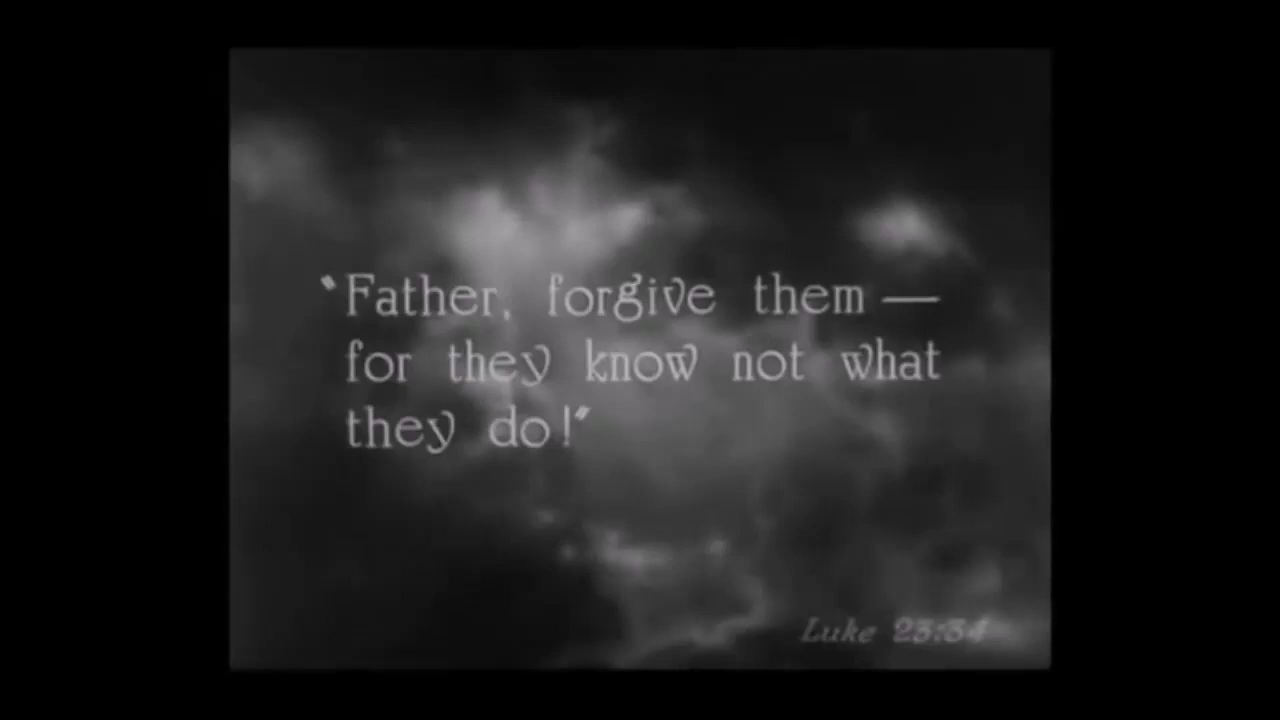 "Father, forgive them —
for they know not what
they do!"
Luke 23:34